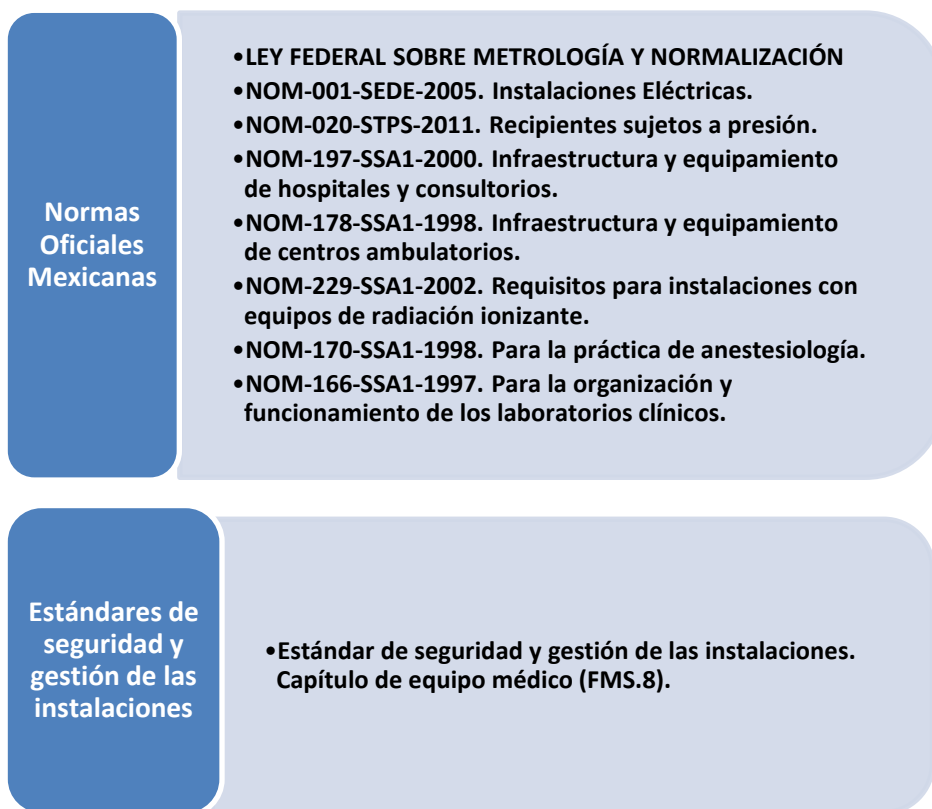 Normas
Oficiales
Mexicanas
•LEY FEDERAL SOBRE METROLOGÍA Y NORMALIZACIÓN
•NOM-001-SEDE-2005. Instalaciones Eléctricas.
•NOM-020-STPS-2011. Recipientes sujetos a presión.
•NOM-197-SSA1-2000. Infraestructura y equipamiento
de hospitales y consultorios.
•NOM-178-SSA1-1998. Infraestructura y equipamiento
de centros ambulatorios.
•NOM-229-SSA1-2002. Requisitos para instalaciones con
equipos de radiación ionizante.
•NOM-170-SSA1-1998. Para la práctica de anestesiología.
•NOM-166-SSA1-1997. Para la organización y
funcionamiento de los laboratorios clínicos.
Estándares de
seguridad y
gestión de las
instalaciones
•Estándar de seguridad y gestión de las instalaciones.
Capítulo de equipo médico (FMS.8).